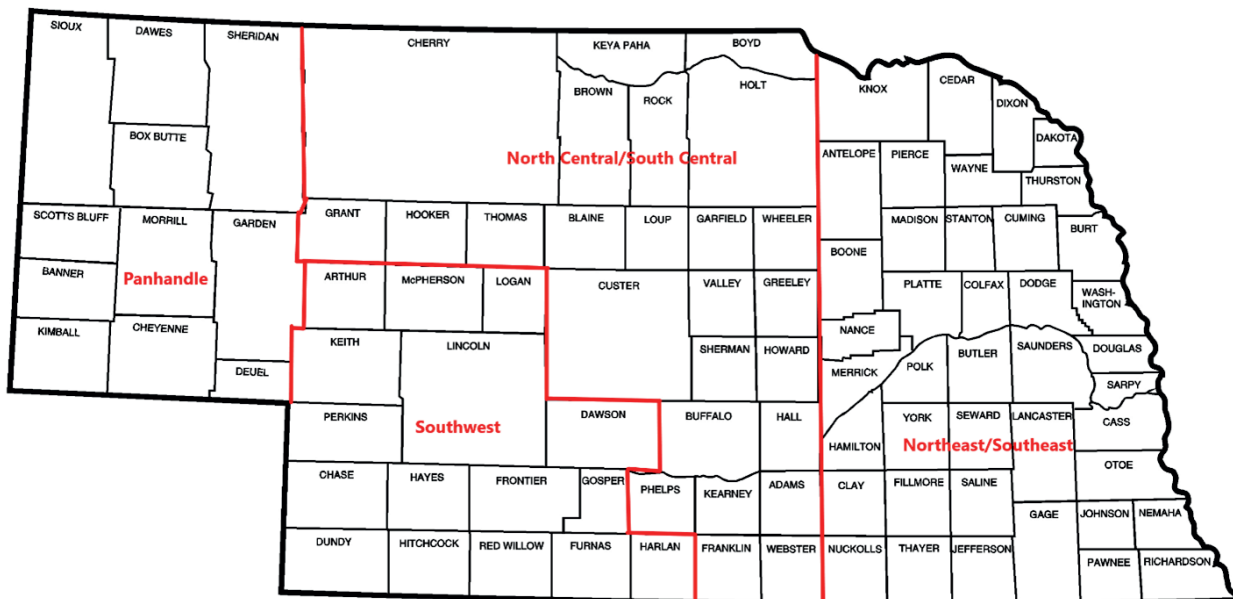 SIOUX
DAWES
SHERIDAN
CHERRY
KEYA PAHA
BOYD
BROWN
ROCK
HOLT
KNOX
CEDAR
DIXON
DAKOTA
BOX BUTTE
North Central/South Central
ANTELOPE
PIERCE
WAYNE
THURSTON
SCOTTS BLUFF
MORRILL
GARDEN
GRANT
HOOKER
THOMAS
BLAINE
LOUP
GARFIELD
WHEELER
MADISON
STANTON
CUMING
BURT
BOONE
BANNER
Panhandle
ARTHUR
McPHERSON
LOGAN
CUSTER
VALLEY
GREELEY
PLATTE
COLFAX
DODGE
WASH-
INGTON
KIMBALL
CHEYENNE
KEITH
LINCOLN
SHERMAN
HOWARD
NANCE
MERRICK
POLK
BUTLER
SAUNDERS
DOUGLAS
SARPY
DEUEL
PERKINS
Southwest
DAWSON
BUFFALO
HALL
HAMILTON
YORK
SEWARD
LANCASTER
CASS
Northeast/Southeast
OTOE
CHASE
HAYES
FRONTIER
GOSPER
PHELPS
KEARNEY
ADAMS
CLAY
FILLMORE
SALINE
GAGE
JOHNSON
NEMAHA
DUNDY
HITCHCOCK
RED WILLOW
FURNAS
HARLAN
FRANKLIN
WEBSTER
NUCKOLLS
THAYER
JEFFERSON
PAWNEE
RICHARDSON